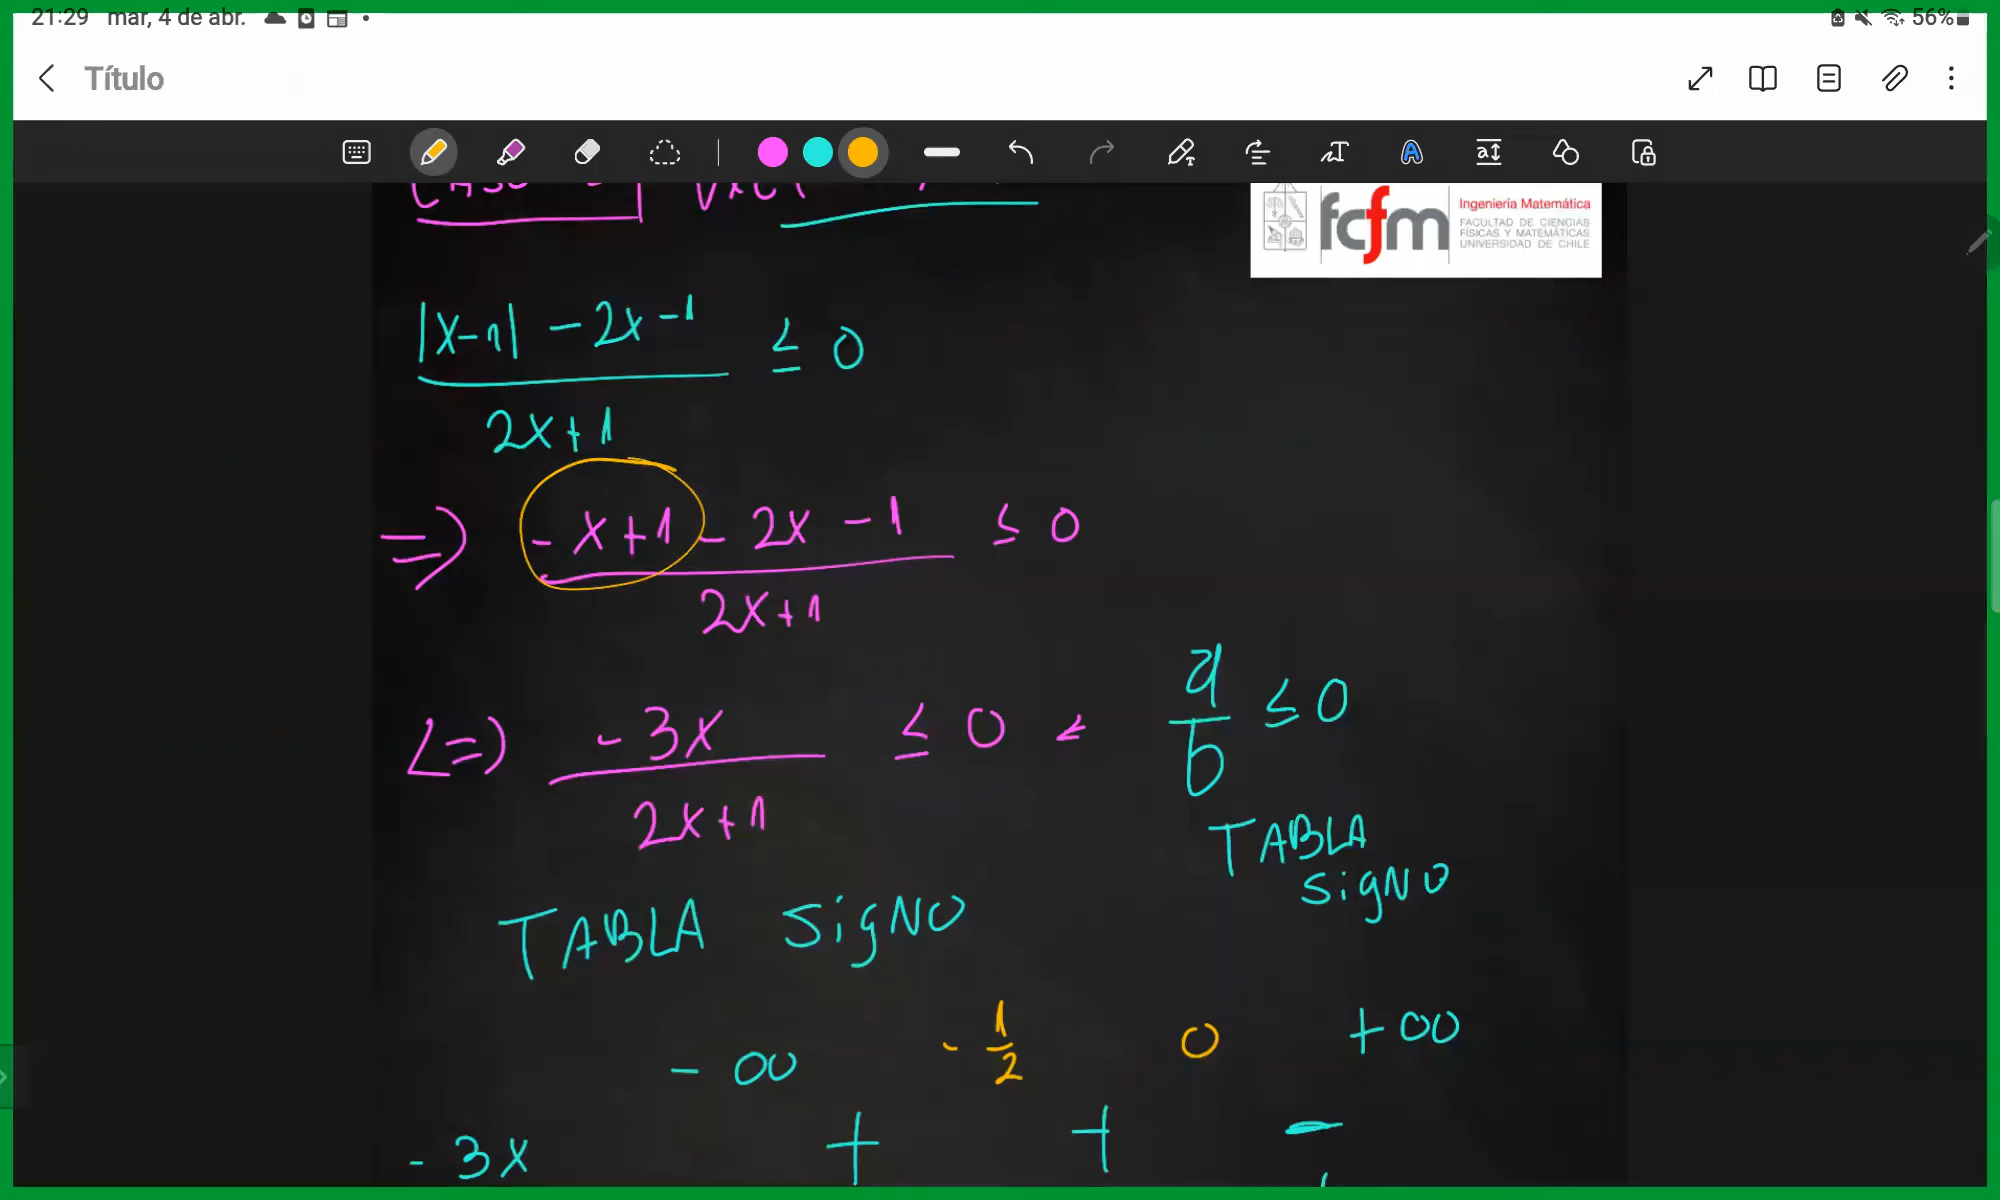 21:29 mar, 4 de abr. 56%
Título
fcfm
Ingeniería Matemática
FACULTAD DE CIENCIAS
FÍSICAS Y MATEMÁTICAS
UNIVERSIDAD DE CHILE
|x-1| - 2x - 1 ≤ 0
2x+1
=> -x+1 - 2x - 1 ≤ 0
2x+1
<=> -3x ≤ 0
2x+1
a ≤ 0
b
TABLA
SigNO
TABLA SigNO
-∞ -1/2 0 +∞
-3x + + -